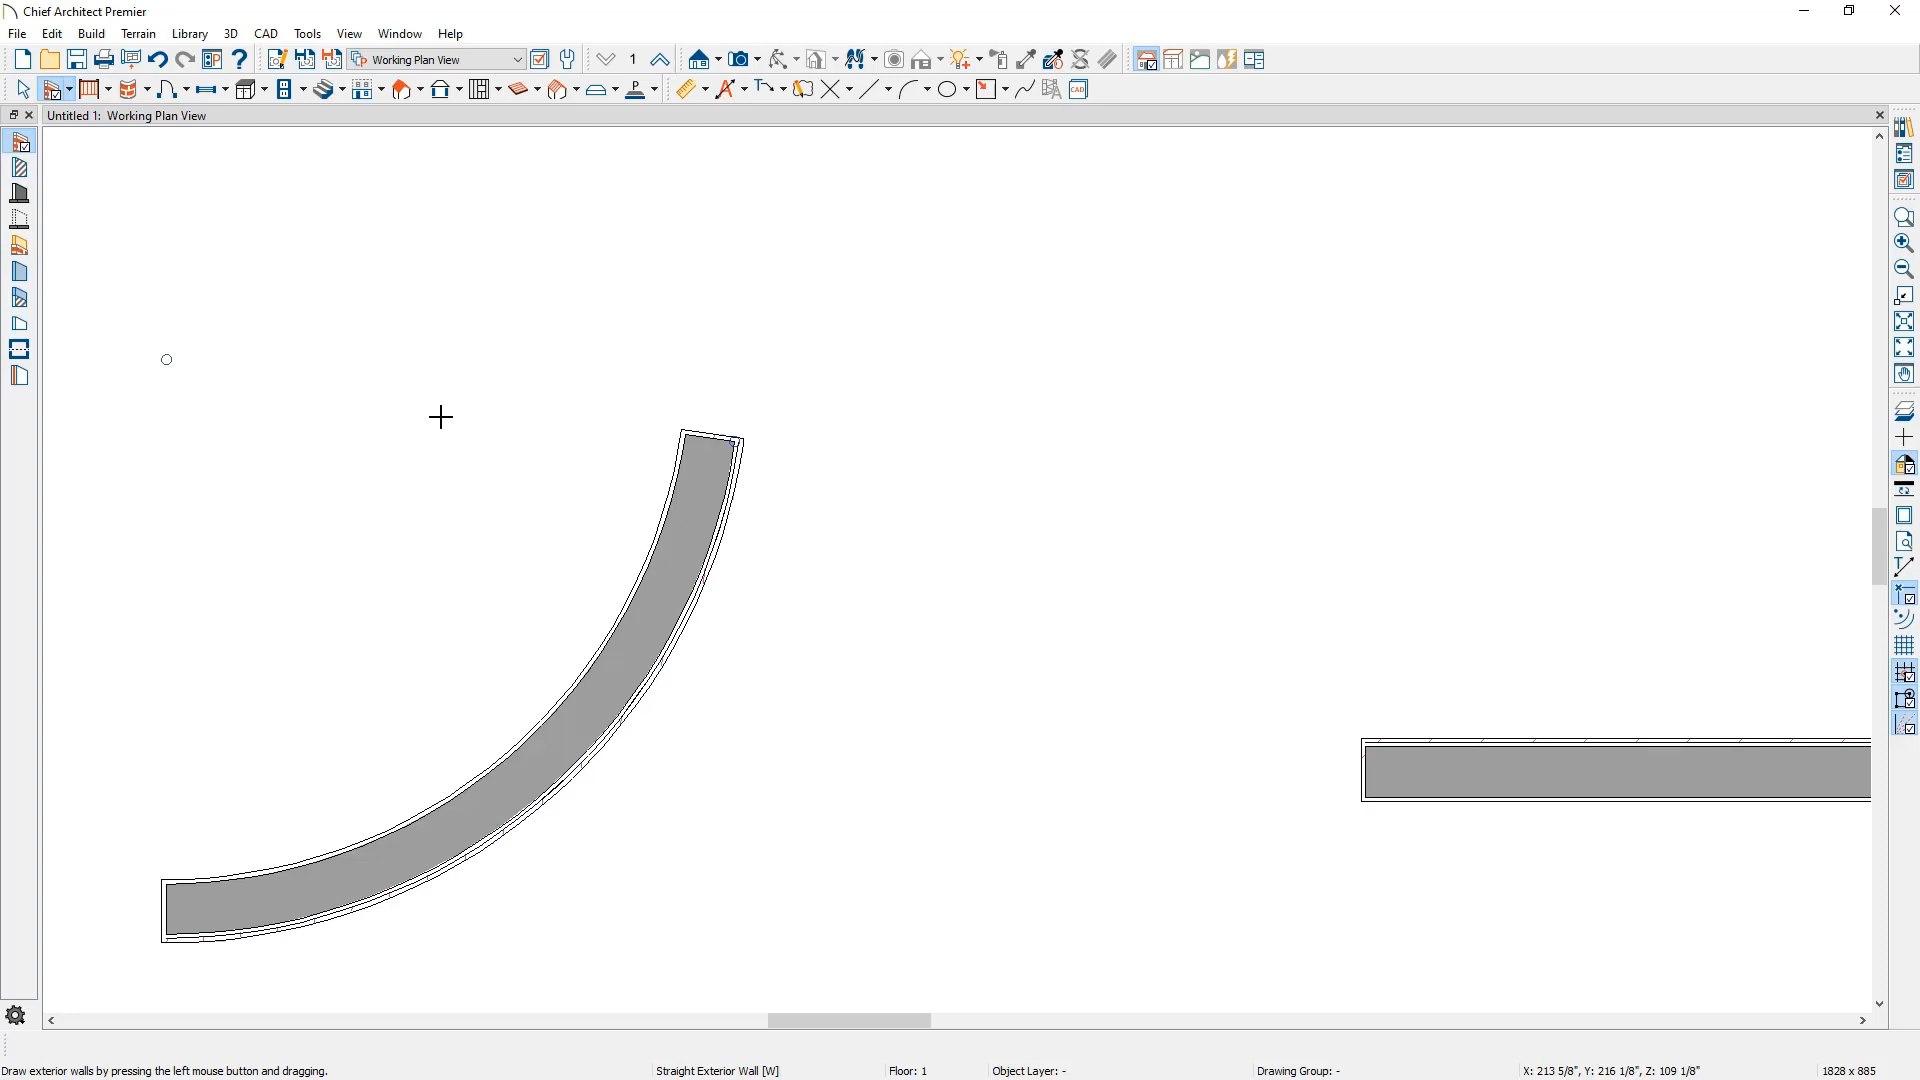 Chief Architect Premier
File Edit Build Terrain Library 3D CAD Tools View Window Help
Working Plan View 1
P CAD
Untitled 1: Working Plan View
T
Draw exterior walls by pressing the left mouse button and dragging. Straight Exterior Wall [W] Floor: 1 Object Layer: - Drawing Group: - X: 213 5/8", Y: 216 1/8", Z: 109 1/8" 1828 x 885